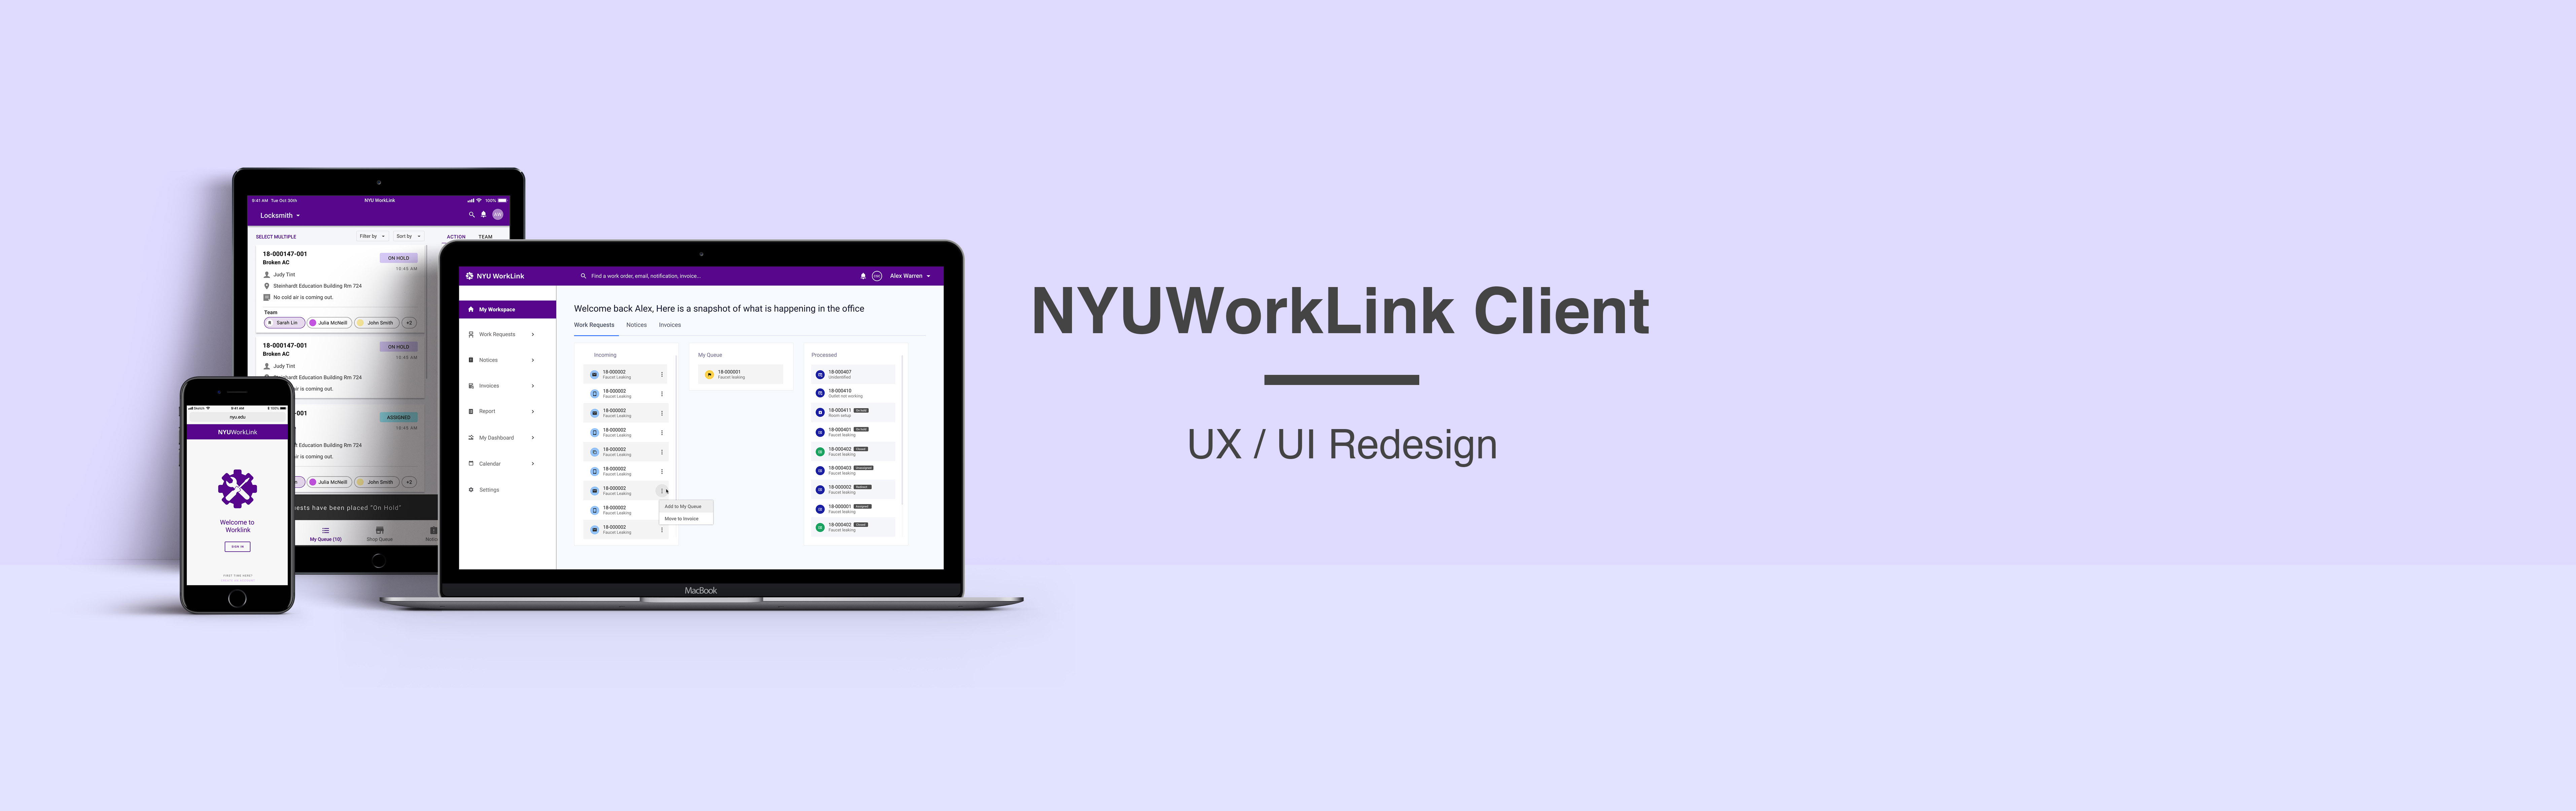 NYUWorkLink Client
UX / UI Redesign
9:41 AM Tue Oct 30th
NYU WorkLink
100%
Locksmith
AW
SELECT MULTIPLE
Filter by
Sort by
ACTION
TEAM
18-000147-001
Broken AC
ON HOLD
18:45 AM
Judy Tint
Steinhardt Education Building Rm 724
No cold air is coming out.
Team
Sarah Lin
Julia McNeill
John Smith
+2
18-000147-001
Broken AC
ON HOLD
18:45 AM
Judy Tint
Steinhardt Education Building Rm 724
air is coming out.
-001
ASSIGNED
18:45 AM
Education Building Rm 724
air is coming out.
Julia McNeill
John Smith
+2
ests have been placed "On Hold"
My Queue (10)
Shop Queue
Sketch
9:41 AM
100%
nyu.edu
NYUWorkLink
Welcome to
Worklink
SIGN IN
FIRST TIME HERE?
NYU WorkLink
Find a work order, email, notification, invoice...
Alex Warren
My Workspace
Work Requests
Notices
Invoices
Report
My Dashboard
Calendar
Settings
Welcome back Alex, Here is a snapshot of what is happening in the office
Work Requests
Notices
Invoices
Incoming
18-000002
Faucet Leaking
18-000002
Faucet Leaking
18-000002
Faucet Leaking
18-000002
Faucet Leaking
18-000002
Faucet Leaking
18-000002
Faucet Leaking
18-000002
Faucet Leaking
18-000002
Faucet Leaking
18-000002
Faucet Leaking
Add to My Queue
Move to Invoice
My Queue
18-000001
Faucet leaking
Processed
18-000407
Unidentified
18-000410
Outlet not working
18-000411
Room setup
18-000401
Faucet leaking
18-000402
Faucet leaking
18-000403
Faucet leaking
18-000002
Faucet leaking
18-000001
Faucet leaking
18-000402
Faucet leaking
MacBook